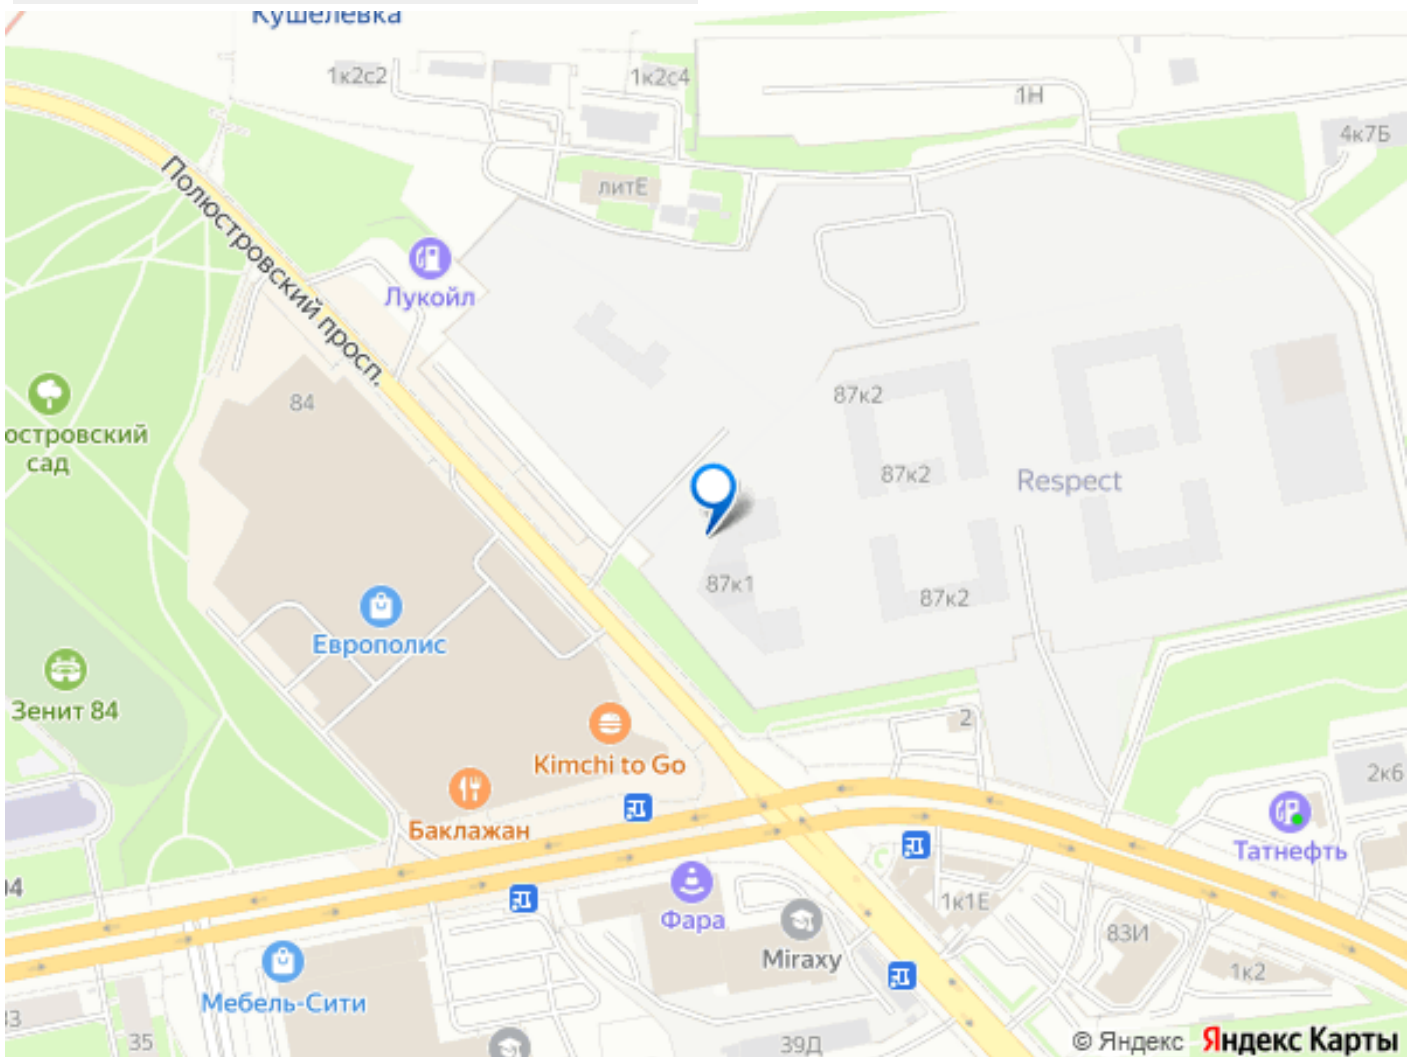 Кушелевка
1к2с2
1к2с4
1Н
4к7Б
литЕ
Полюстровский просп.
Лукойл
84
87к2
островский
сад
87к2
Respect
87к1
87к2
Европолис
Зенит 84
2
Kimchi to Go
2к6
Баклажан
Татнефть
04
Фара
1к1Е
83И
Miraxy
1к2
Мебель-Сити
33
35
39Д
© Яндекс Яндекс Карты